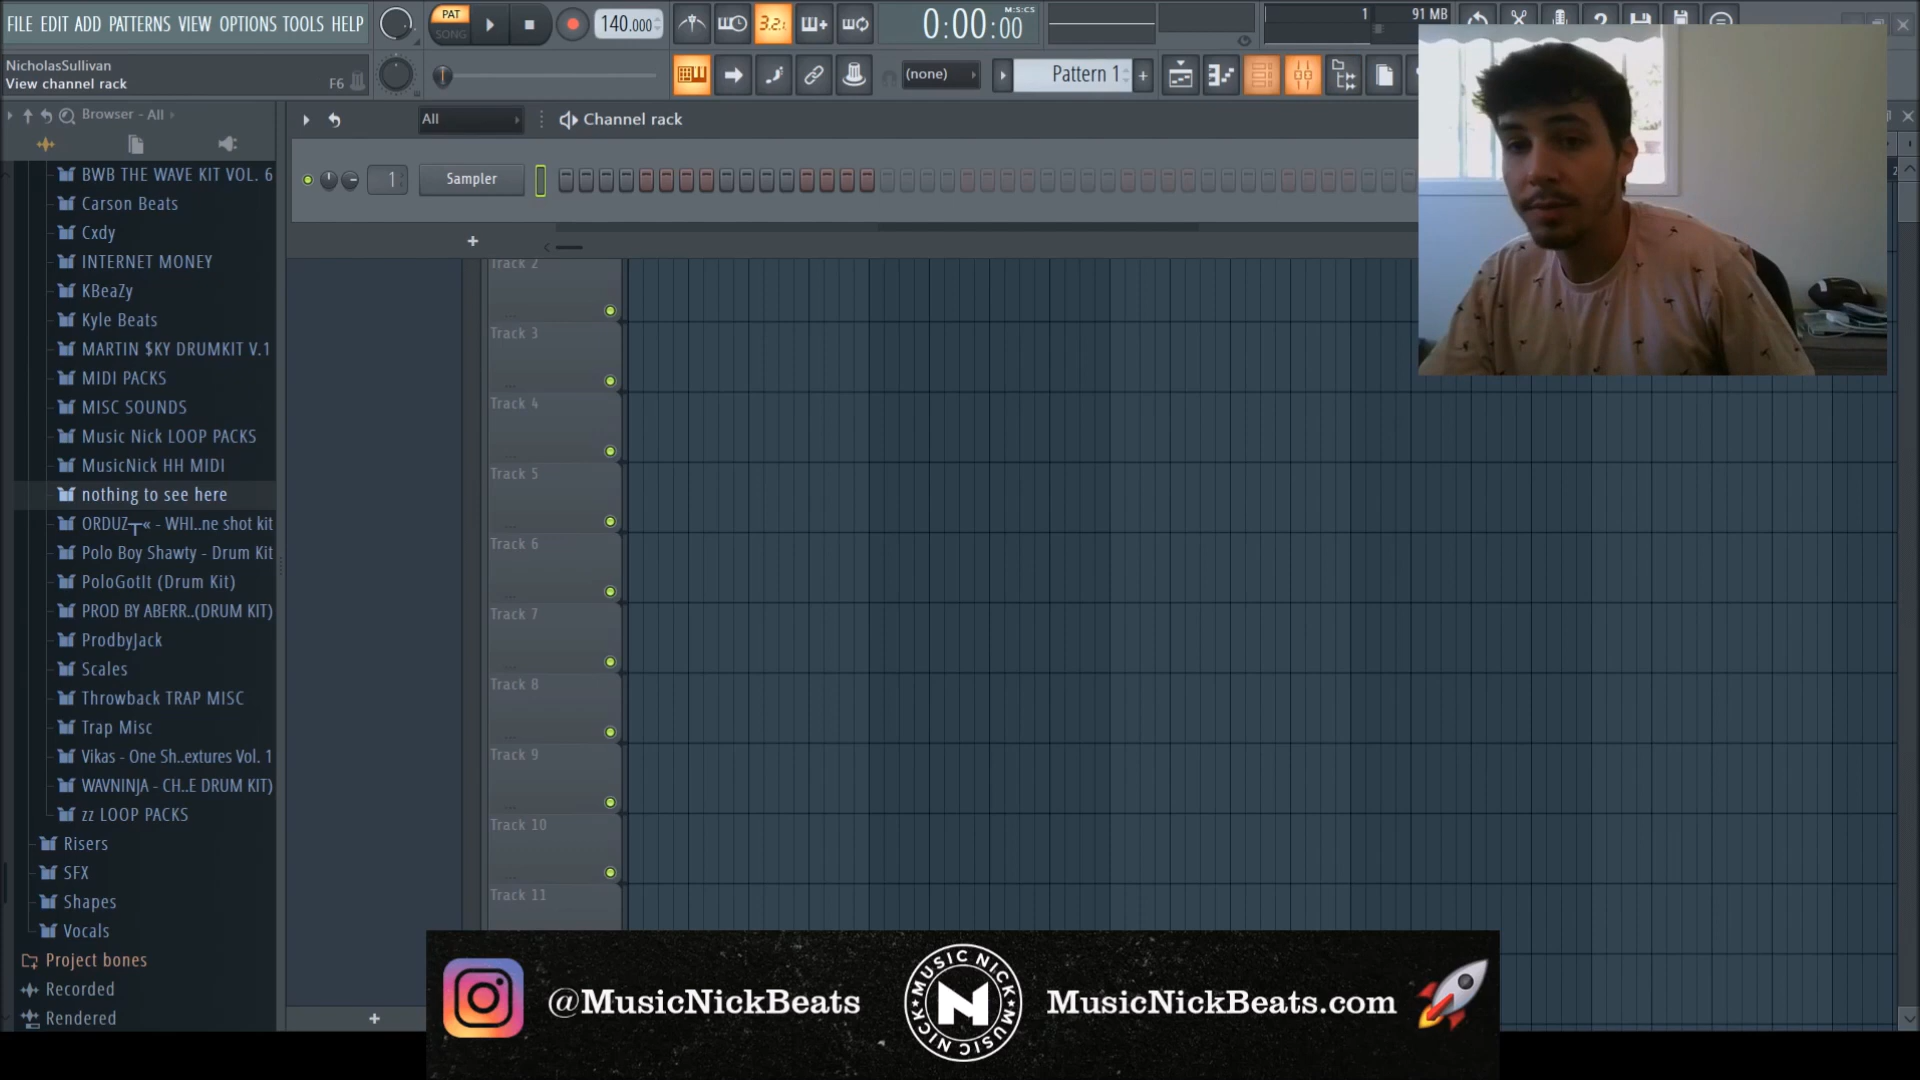 FILE EDIT ADD PATTERNS VIEW OPTIONS TOOLS HELP
PAT
SONG
140.000
3.2.
0:00:00
M:S:CS
1
91 MB
NicholasSullivan
View channel rack
F6
(none)
Pattern 1
+
Browser - All
All
Channel rack
1
Sampler
BWB THE WAVE KIT VOL. 6
Carson Beats
Cxdy
INTERNET MONEY
KBeaZy
Kyle Beats
MARTIN $KY DRUMKIT V.1
MIDI PACKS
MISC SOUNDS
Music Nick LOOP PACKS
MusicNick HH MIDI
nothing to see here
ORDUZ┬« - WHI..ne shot kit
Polo Boy Shawty - Drum Kit
PoloGotIt (Drum Kit)
PROD BY ABERR..(DRUM KIT)
ProdbyJack
Scales
Throwback TRAP MISC
Trap Misc
Vikas - One Sh..extures Vol. 1
WAVNINJA - CH..E DRUM KIT)
zz LOOP PACKS
Risers
SFX
Shapes
Vocals
Project bones
Recorded
Rendered
Track 2
Track 3
Track 4
Track 5
Track 6
Track 7
Track 8
Track 9
Track 10
Track 11
@MusicNickBeats
MUSIC NICK
N
MUSIC NICK
MusicNickBeats.com